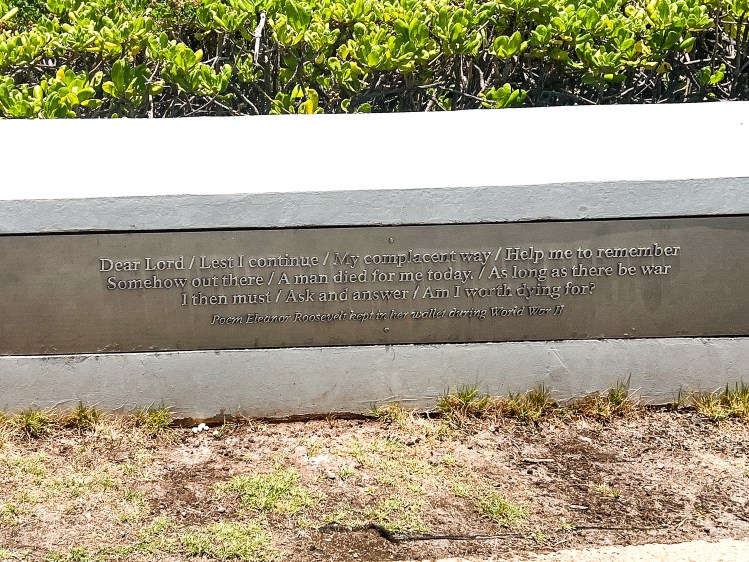 Dear Lord / Lest I continue / My complacent way / Help me to remember
Somehow out there / A man died for me today. / As long as there be war
I then must / Ask and answer / Am I worth dying for?
Poem Eleanor Roosevelt kept in her wallet during World War II